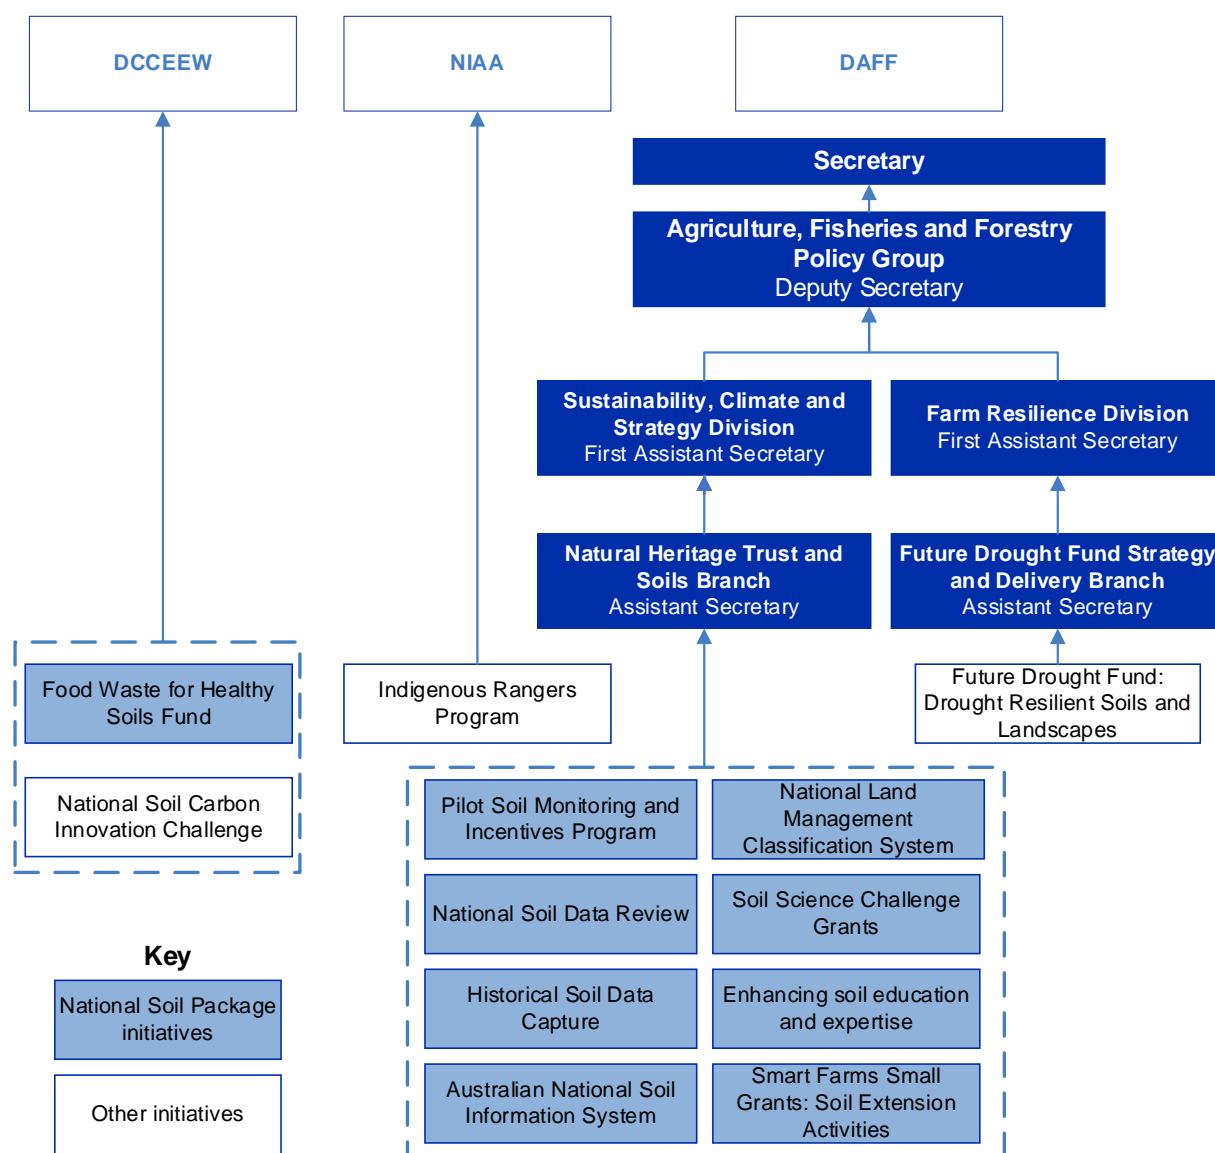 DCCEEW
NIAA
DAFF
Secretary
Agriculture, Fisheries and Forestry
Policy Group
Deputy Secretary
Sustainability, Climate and
Strategy Division
First Assistant Secretary
Farm Resilience Division
First Assistant Secretary
Natural Heritage Trust and
Soils Branch
Assistant Secretary
Future Drought Fund Strategy
and Delivery Branch
Assistant Secretary
Food Waste for Healthy
Soils Fund
National Soil Carbon
Innovation Challenge
Indigenous Rangers
Program
Future Drought Fund:
Drought Resilient Soils and
Landscapes
Pilot Soil Monitoring and
Incentives Program
National Land
Management
Classification System
National Soil Data Review
Soil Science Challenge
Grants
Historical Soil Data
Capture
Enhancing soil education
and expertise
Australian National Soil
Information System
Smart Farms Small
Grants: Soil Extension
Activities
Key
National Soil Package
initiatives
Other initiatives